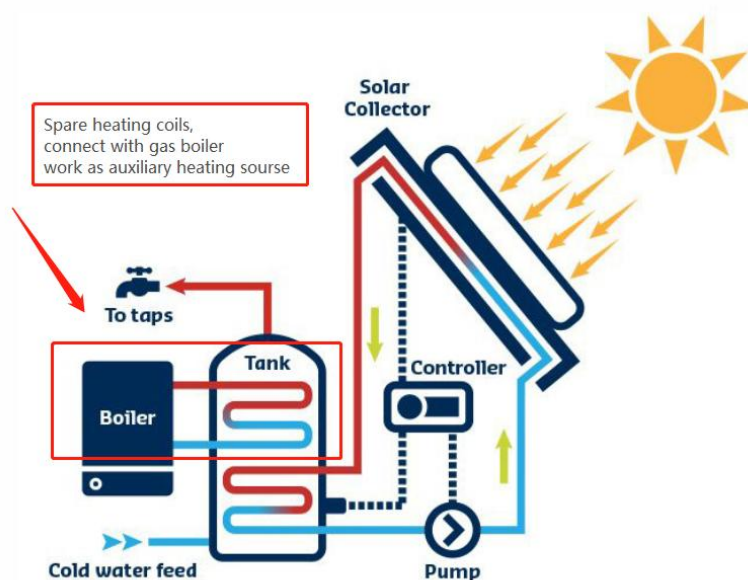 Solar
Collector
Spare heating coils,
connect with gas boiler
work as auxiliary heating sourse
To taps
Tank
Controller
Boiler
Cold water feed
Pump